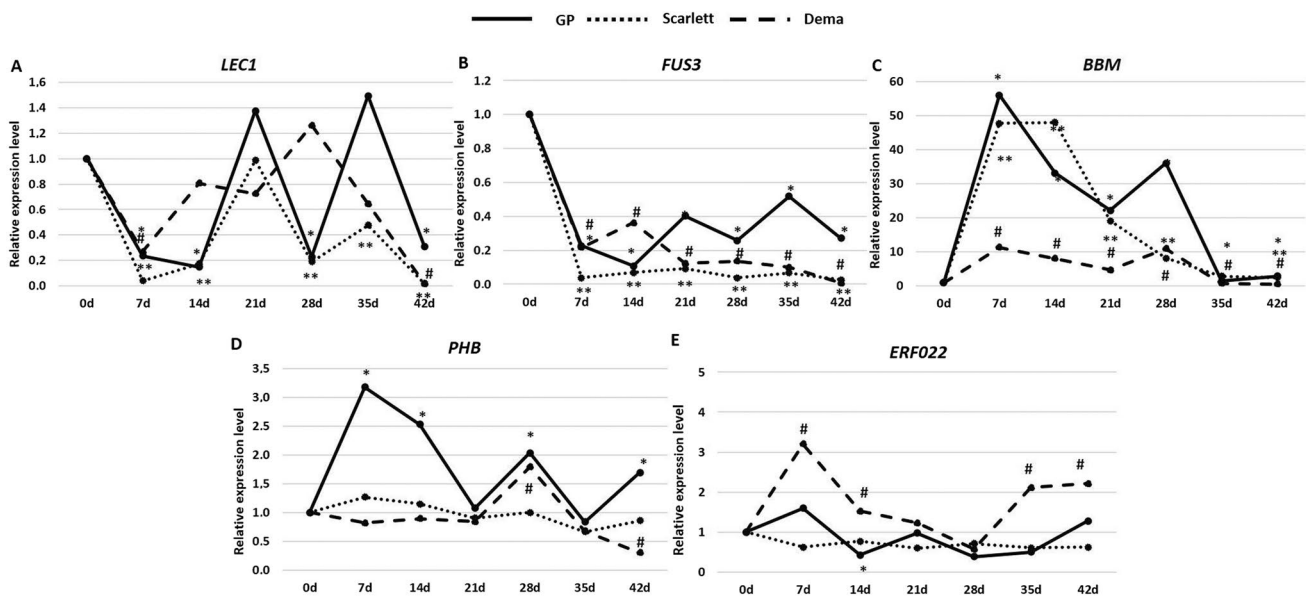 GP Scarlett Dema
A LEC1
Relative expression level
1,6
1,4
1,2
1,0
0,8
0,6
0,4
0,2
0,0
* # ** * ** * ** ** * # **
0d 7d 14d 21d 28d 35d 42d
B FUS3
Relative expression level
1,2
1,0
0,8
0,6
0,4
0,2
0,0
# * ** # * ** * # ** * # ** * # ** * # **
0d 7d 14d 21d 28d 35d 42d
C BBM
Relative expression level
60
50
40
30
20
10
0
* ** # ** * # * ** # ** # * # * ** #
0d 7d 14d 21d 28d 35d 42d
D PHB
Relative expression level
3,5
3,0
2,5
2,0
1,5
1,0
0,5
0,0
* * * # * #
0d 7d 14d 21d 28d 35d 42d
E ERF022
Relative expression level
5
4
3
2
1
0
# # * # #
0d 7d 14d 21d 28d 35d 42d